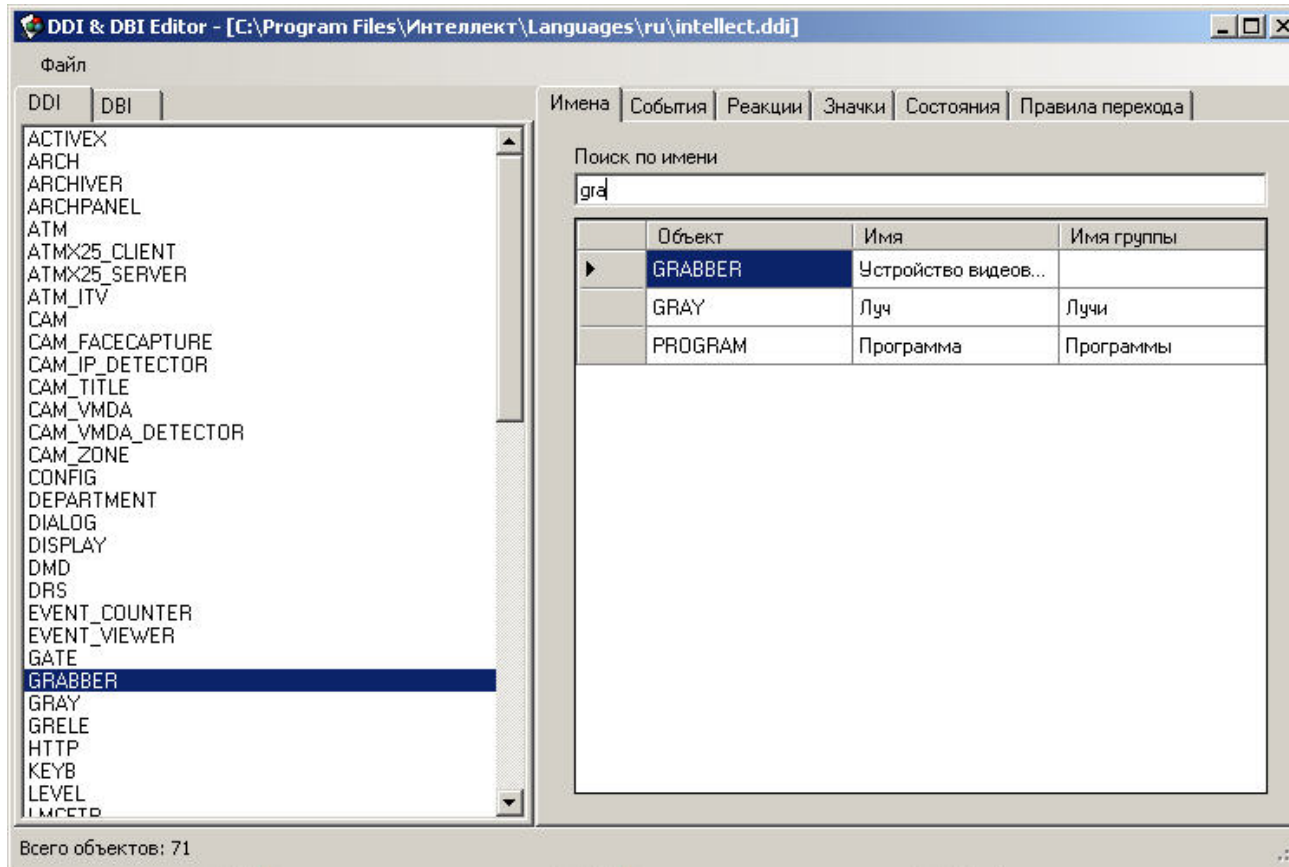 DDI & DBI Editor - [C:\Program Files\Интеллект\Languages\ru\intellect.ddi]
Файл
DDI DBI
ACTIVEX
ARCH
ARCHIVER
ARCHPANEL
ATM
ATMX25_CLIENT
ATMX25_SERVER
ATM_ITV
CAM
CAM_FACECAPTURE
CAM_IP_DETECTOR
CAM_TITLE
CAM_VMDA
CAM_VMDA_DETECTOR
CAM_ZONE
CONFIG
DEPARTMENT
DIALOG
DISPLAY
DMD
DRS
EVENT_COUNTER
EVENT_VIEWER
GATE
GRABBER
GRAY
GRELE
HTTP
KEYB
LEVEL
Имена События Реакции Значки Состояния Правила перехода
Поиск по имени
gra
Объект Имя Имя группы
GRABBER Устройство видеов...
GRAY Луч Лучи
PROGRAM Программа Программы
Всего объектов: 71